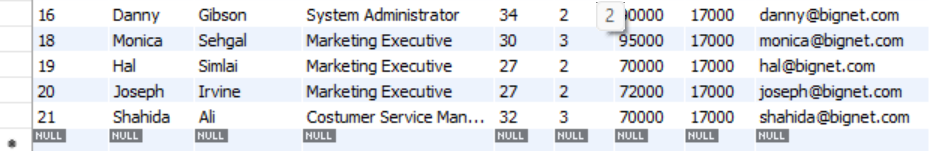 16 Danny Gibson System Administrator 34 2 2 90000 17000 danny@bignet.com
18 Monica Sehgal Marketing Executive 30 3 95000 17000 monica@bignet.com
19 Hal Simlai Marketing Executive 27 2 70000 17000 hal@bignet.com
20 Joseph Irvine Marketing Executive 27 2 72000 17000 joseph@bignet.com
21 Shahida Ali Costumer Service Man... 32 3 70000 17000 shahida@bignet.com
NULL NULL NULL NULL NULL NULL NULL NULL NULL